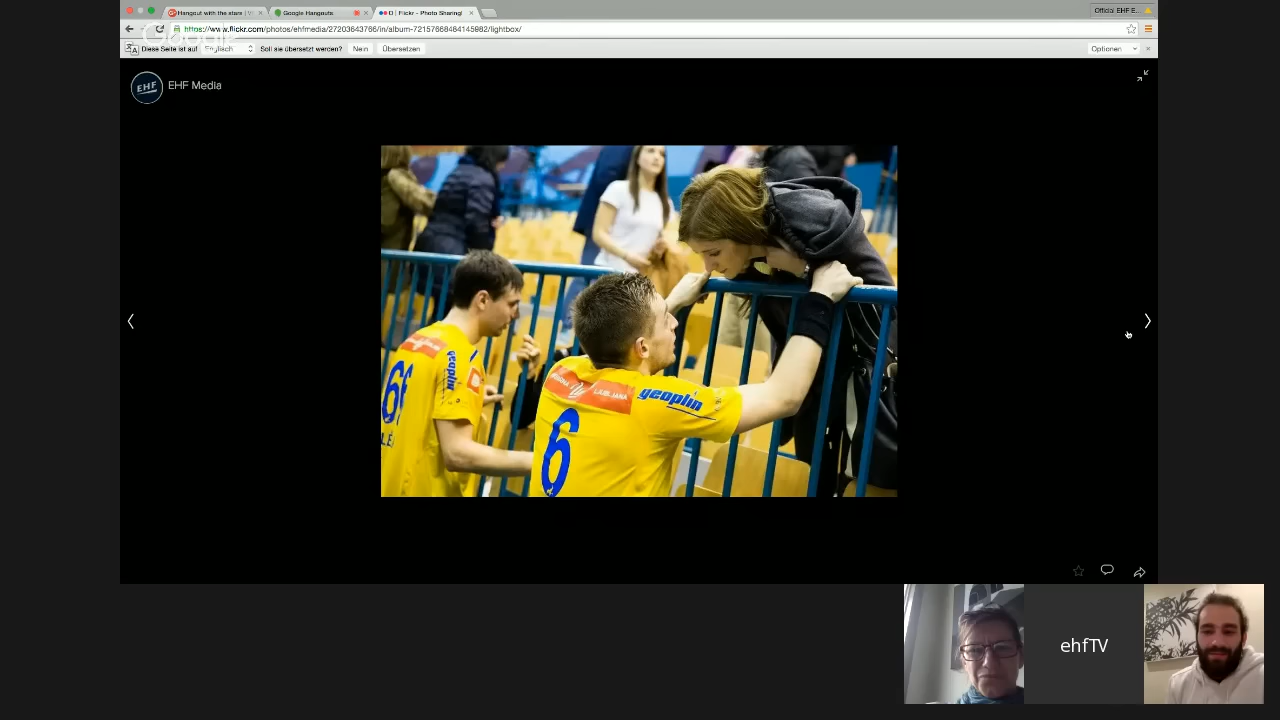 Hangout with the stars | V
Google Hangouts
D | Flickr - Photo Sharing!
Official EHF E...
https://www.flickr.com/photos/ehfmedia/27203643766/in/album-72157668464145982/lightbox/
Google
Diese Seite ist auf Englisch Soll sie übersetzt werden? Nein Übersetzen Optionen
EHF
EHF Media
66
geoplin
LJUBLJANA
geoplin
6
ehfTV